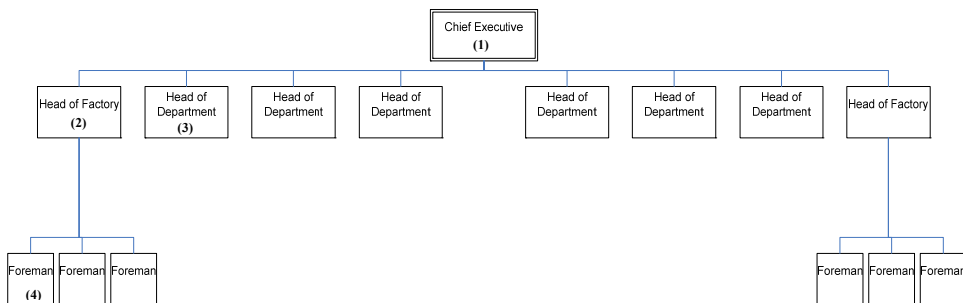 Chief Executive
(1)
Head of Factory
(2)
Head of
Department
(3)
Head of
Department
Head of
Department
Head of
Department
Head of
Department
Head of
Department
Head of Factory
Foreman
(4)
Foreman
Foreman
Foreman
Foreman
Foreman